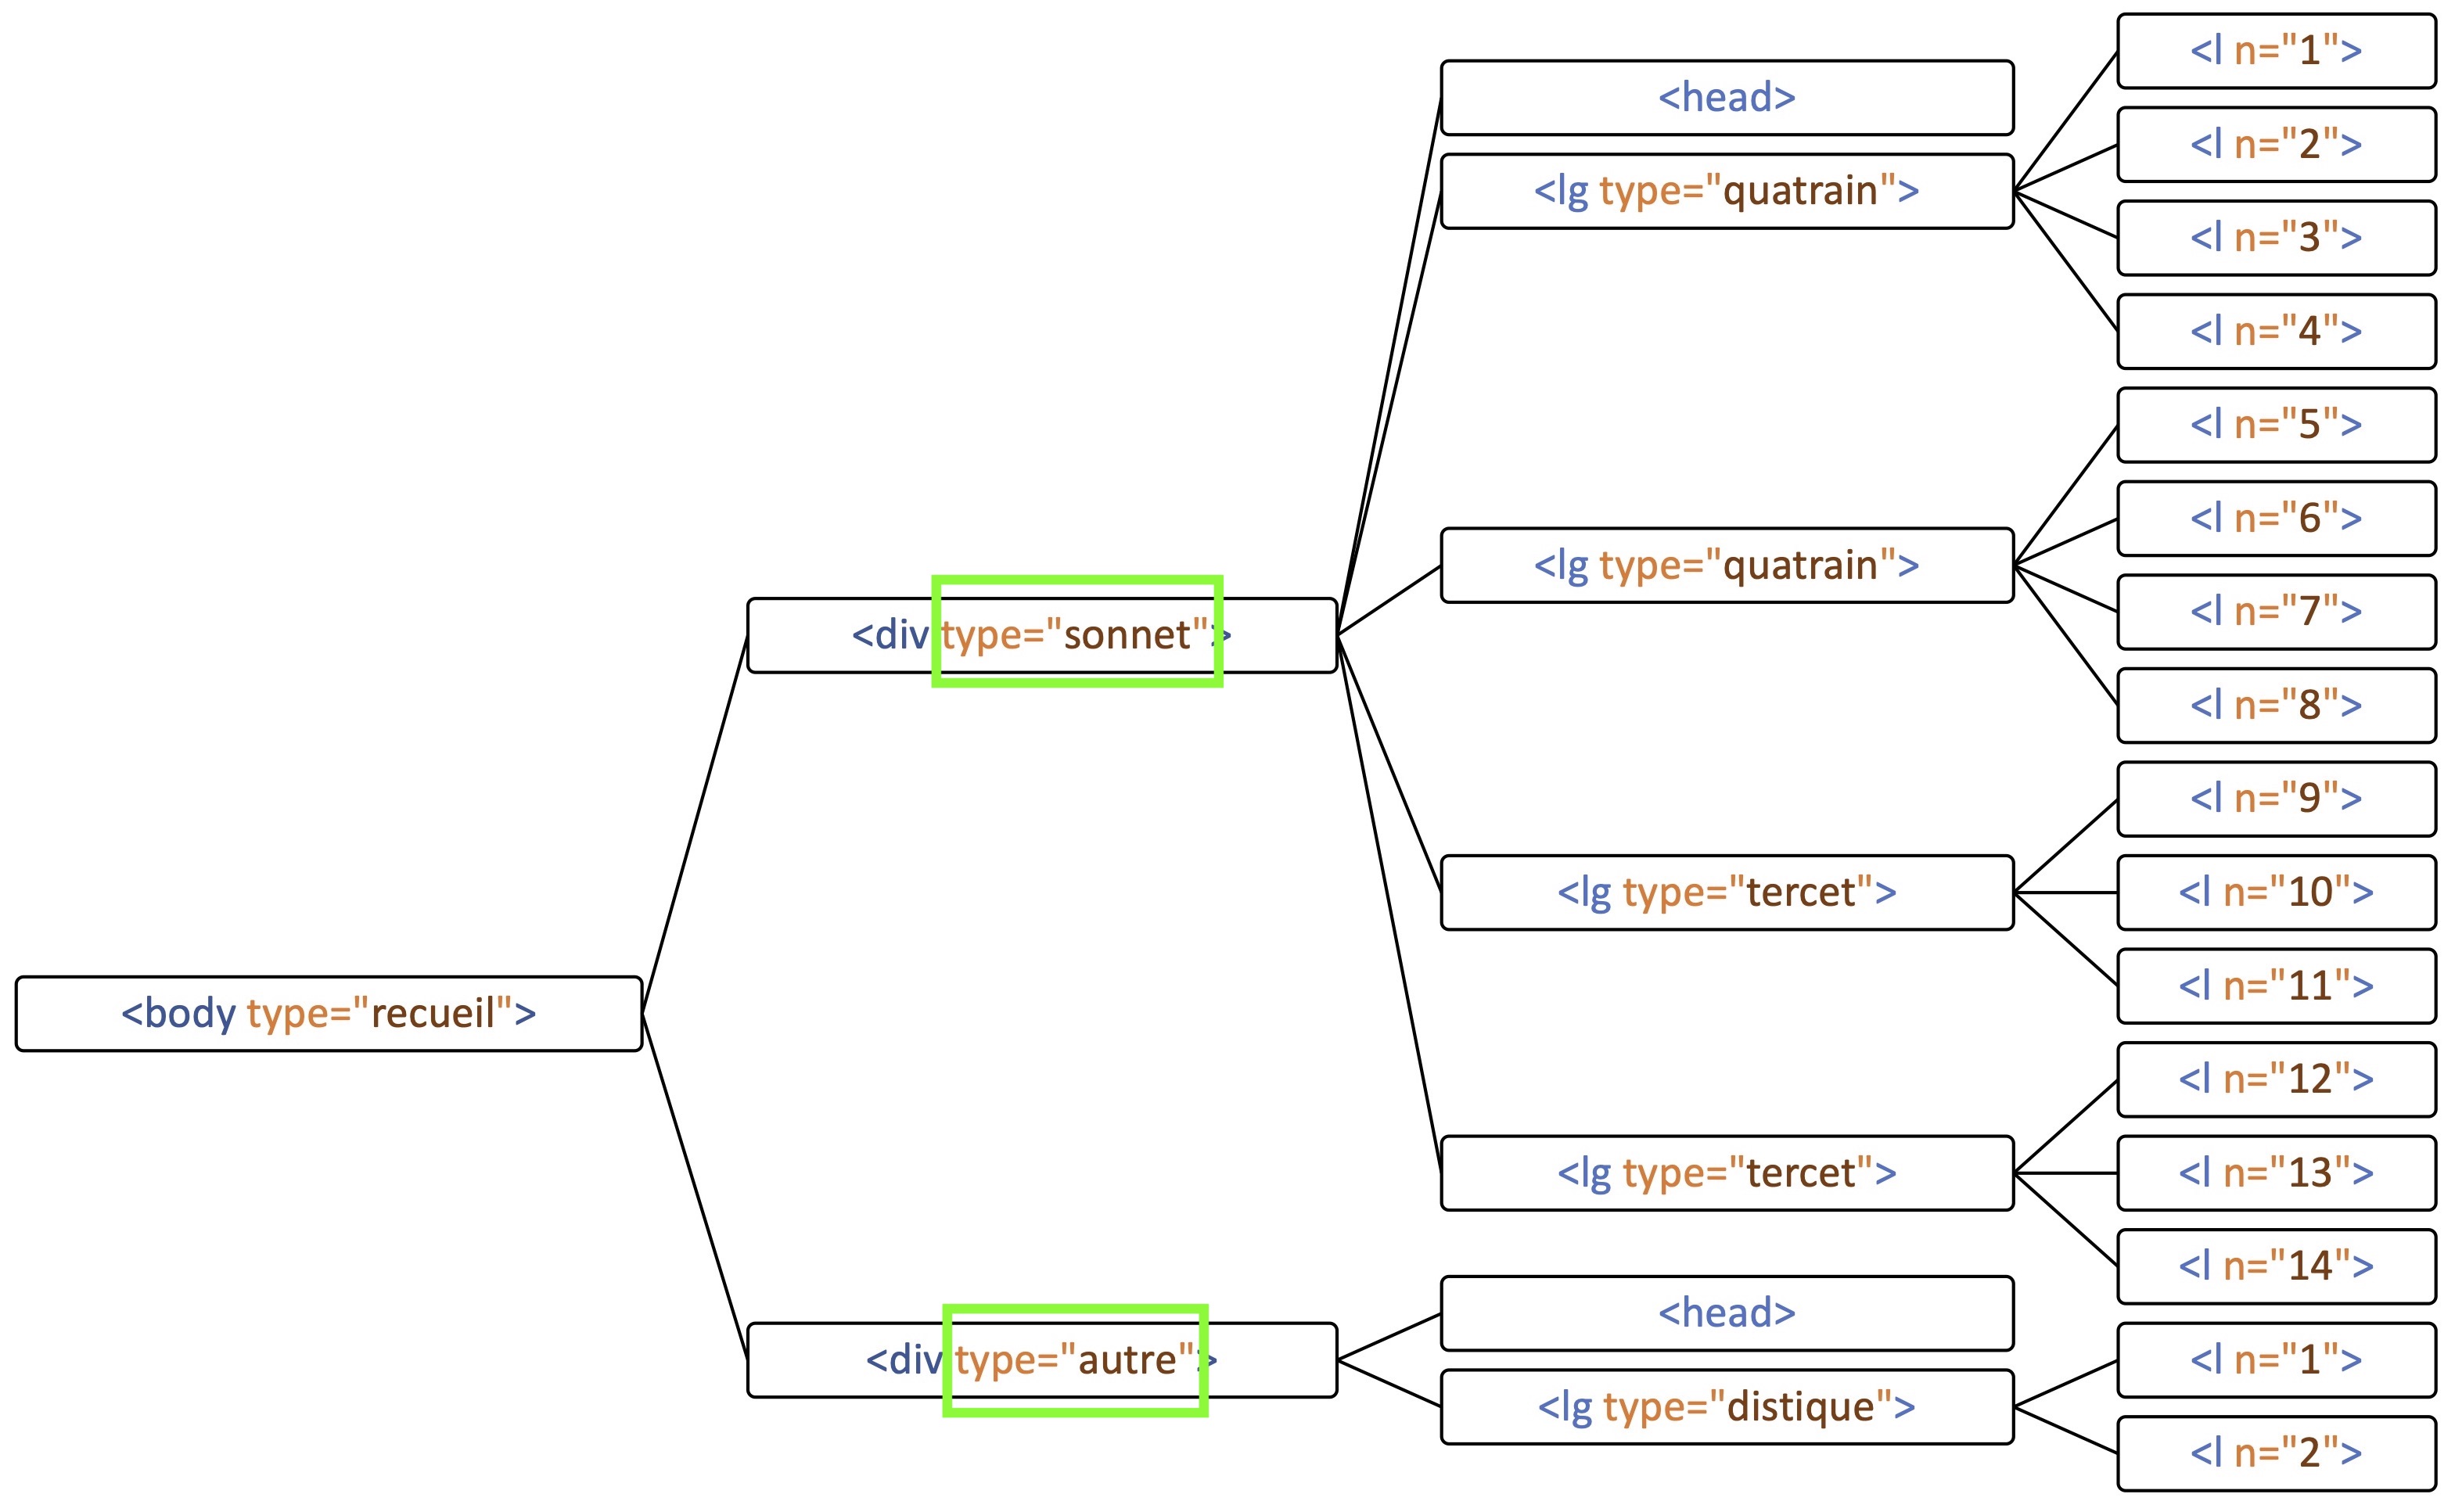 <body type="recueil">
<div type="sonnet">
<head>
<lg type="quatrain">
<l n="1">
<l n="2">
<l n="3">
<l n="4">
<lg type="quatrain">
<l n="5">
<l n="6">
<l n="7">
<l n="8">
<lg type="tercet">
<l n="9">
<l n="10">
<l n="11">
<lg type="tercet">
<l n="12">
<l n="13">
<l n="14">
<div type="autre">
<head>
<lg type="distique">
<l n="1">
<l n="2">